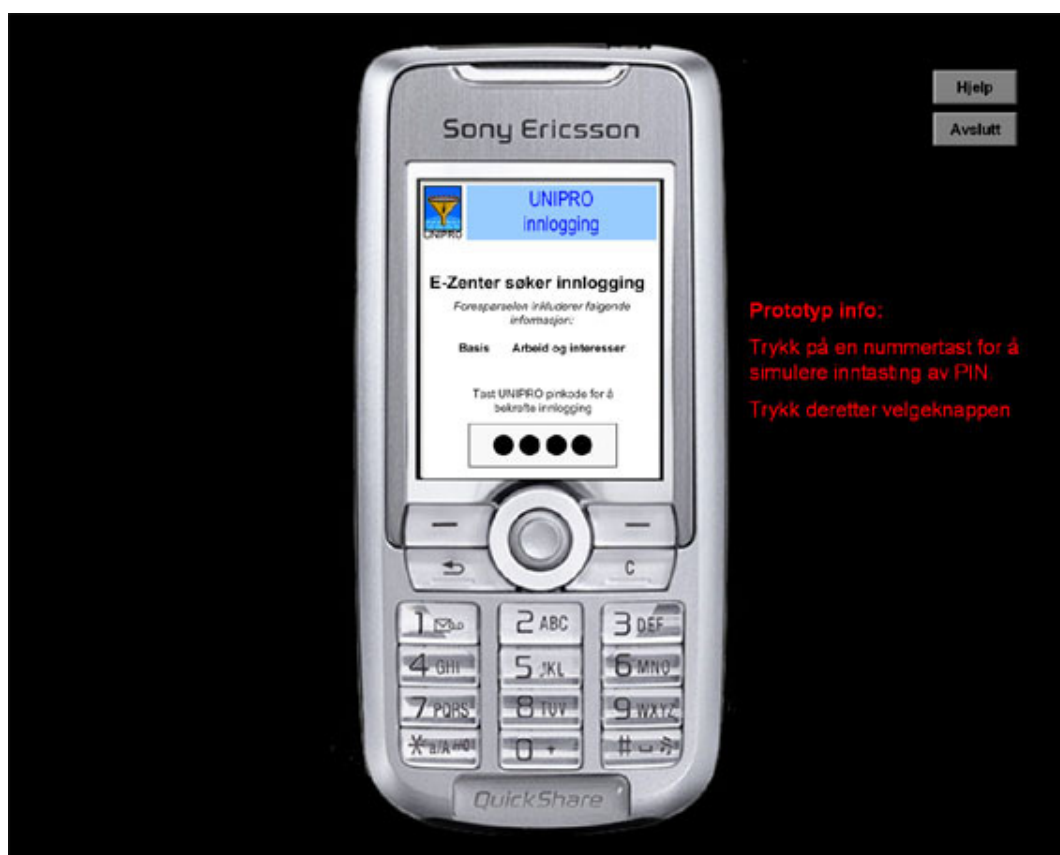 Hjelp
Avslutt
Sony Ericsson
UNIPRO
UNIPRO
innlogging
E-Zenter søker innlogging
Forespørselen inkluderer følgende
informasjon:
Basis Arbeid og interesser
Tast UNIPRO pinkode for å
bekrefte innlogging
Prototyp info:
Trykk på en nummertast for å
simulere inntasting av PIN.
Trykk deretter velgeknappen
C
1 2 ABC 3 DEF
4 GHI 5 JKL 6 MNO
7 PQRS 8 TUV 9 WXYZ
* a/A 0 + #
QuickShare